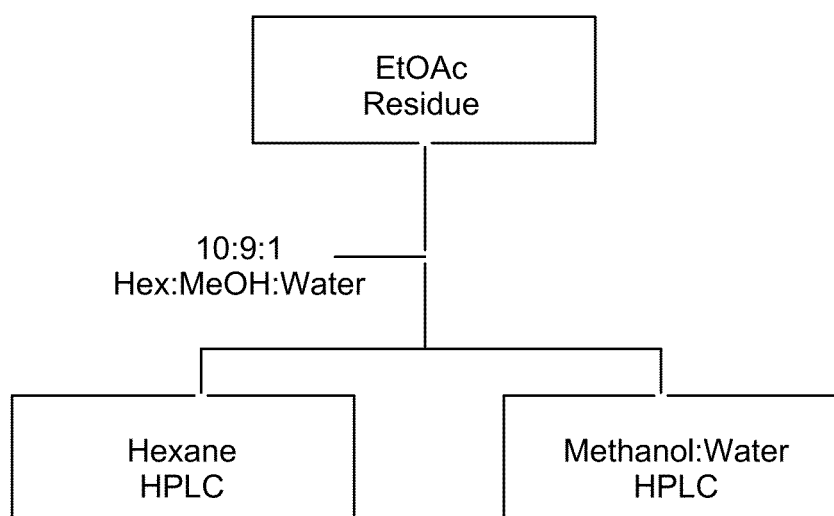 EtOAc
Residue
10:9:1
Hex:MeOH:Water
Hexane
HPLC
Methanol:Water
HPLC